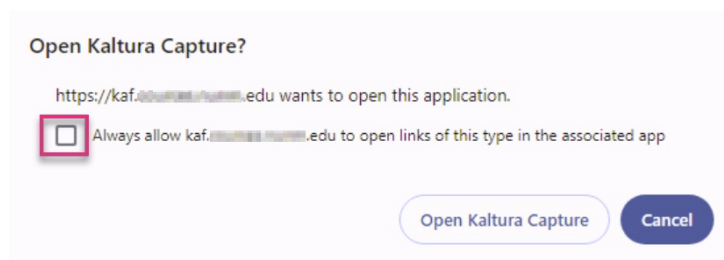 Open Kaltura Capture?
https://kaf. .edu wants to open this application.
Always allow kaf. .edu to open links of this type in the associated app
Open Kaltura Capture
Cancel